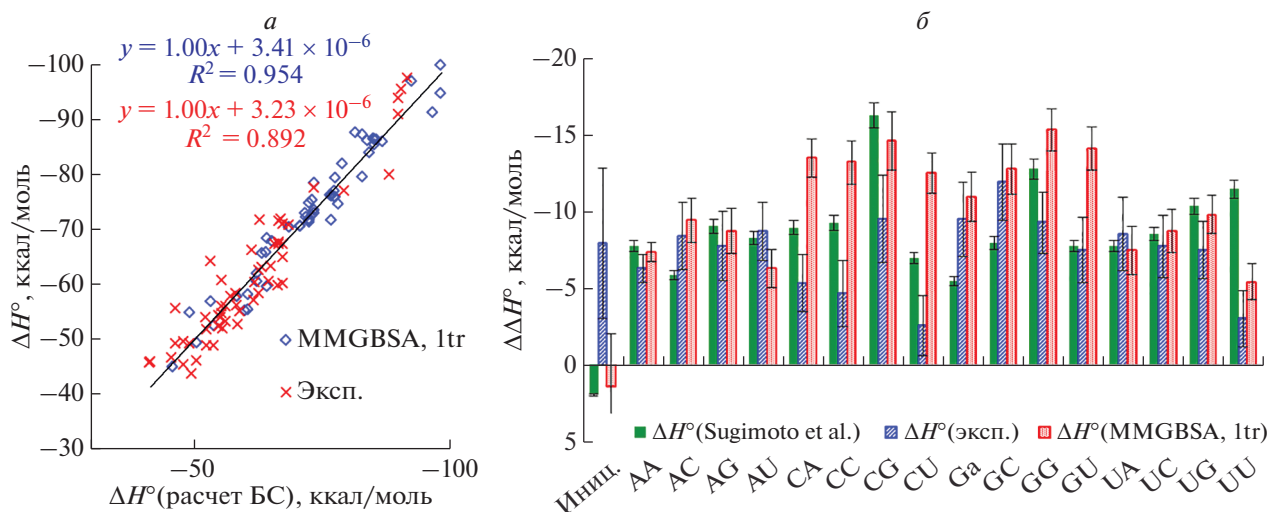 а
y = 1.00x + 3.41 × 10⁻⁶
R² = 0.954
y = 1.00x + 3.23 × 10⁻⁶
R² = 0.892
ΔH°, ккал/моль
−100
−90
−80
−70
−60
−50
−40
−30
MMGBSA, 1tr
Эксп.
−50
−100
ΔH°(расчет БС), ккал/моль
б
ΔΔH°, ккал/моль
−20
−15
−10
−5
0
5
ΔH°(Sugimoto et al.) ΔH°(эксп.) ΔH°(MMGBSA, 1tr)
Иниц.
AA
AC
AG
AU
CA
CC
CG
CU
Ga
GC
GG
GU
UA
UC
UG
UU